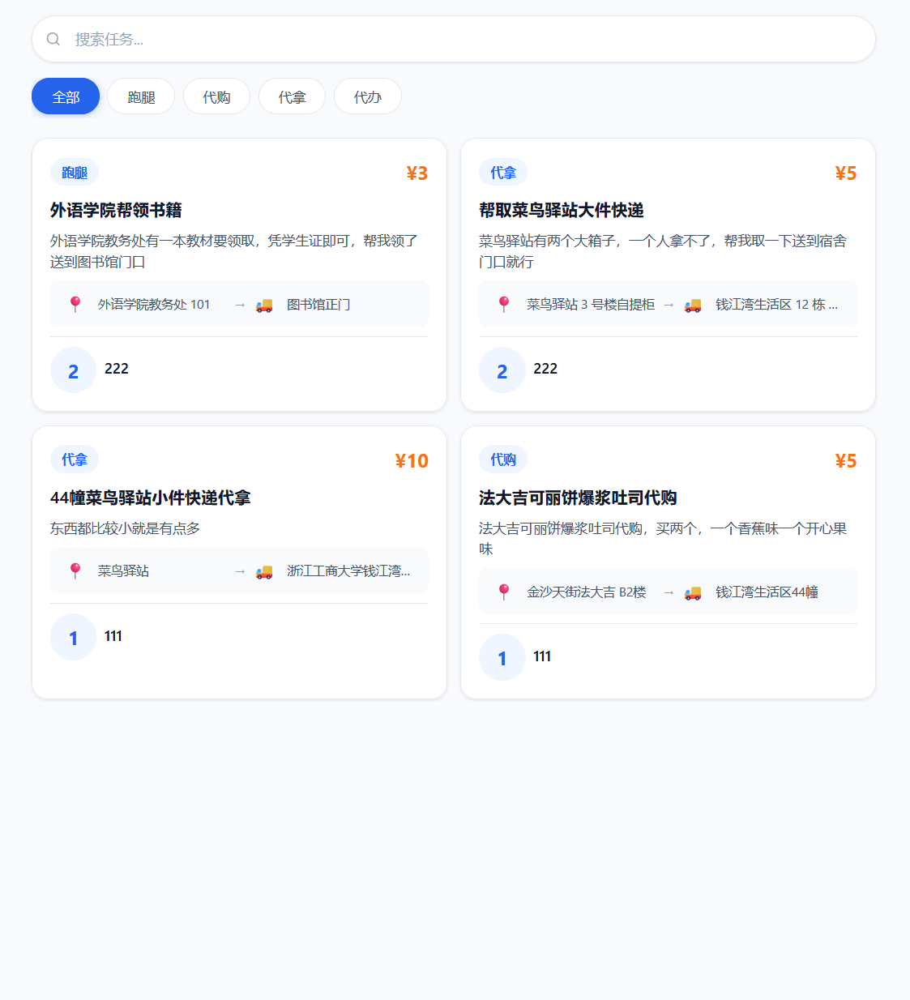 搜索任务...
全部 跑腿 代购 代拿 代办
跑腿 ¥3
外语学院帮领书籍
外语学院教务处有一本教材要领取，凭学生证即可，帮我领了
送到图书馆门口
外语学院教务处 101 → 图书馆正门
2 222
代拿 ¥5
帮取菜鸟驿站大件快递
菜鸟驿站有两个大箱子，一个人拿不了，帮我取一下送到宿舍
门口就行
菜鸟驿站 3 号楼自提柜 → 钱江湾生活区 12 栋 ...
2 222
代拿 ¥10
44幢菜鸟驿站小件快递代拿
东西都比较小就是有点多
菜鸟驿站 → 浙江工商大学钱江湾...
1 111
代购 ¥5
法大吉可丽饼爆浆吐司代购
法大吉可丽饼爆浆吐司代购，买两个，一个香蕉味一个开心果
味
金沙天街法大吉 B2楼 → 钱江湾生活区44幢
1 111